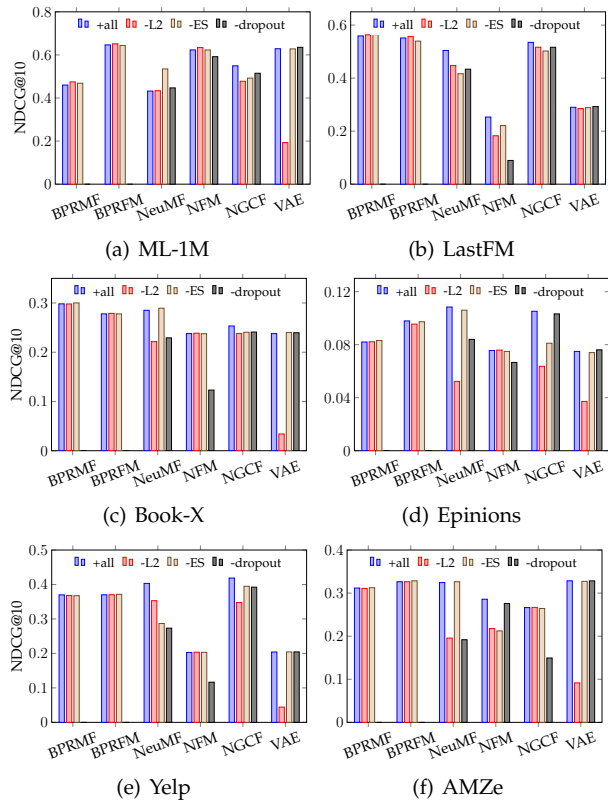 +all -L2 -ES -dropout
0.8
0.6
0.4
0.2
0
NDCG@10
BPRMF BPRFM NeuMF NFM NGCF VAE
(a) ML-1M
+all -L2 -ES -dropout
0.6
0.4
0.2
0
BPRMF BPRFM NeuMF NFM NGCF VAE
(b) LastFM
+all -L2 -ES -dropout
0.3
0.2
0.1
0
NDCG@10
BPRMF BPRFM NeuMF NFM NGCF VAE
(c) Book-X
+all -L2 -ES -dropout
0.12
0.08
0.04
0
BPRMF BPRFM NeuMF NFM NGCF VAE
(d) Epinions
+all -L2 -ES -dropout
0.5
0.4
0.3
0.2
0.1
0
NDCG@10
BPRMF BPRFM NeuMF NFM NGCF VAE
(e) Yelp
+all -L2 -ES -dropout
0.4
0.3
0.2
0.1
0
BPRMF BPRFM NeuMF NFM NGCF VAE
(f) AMZe